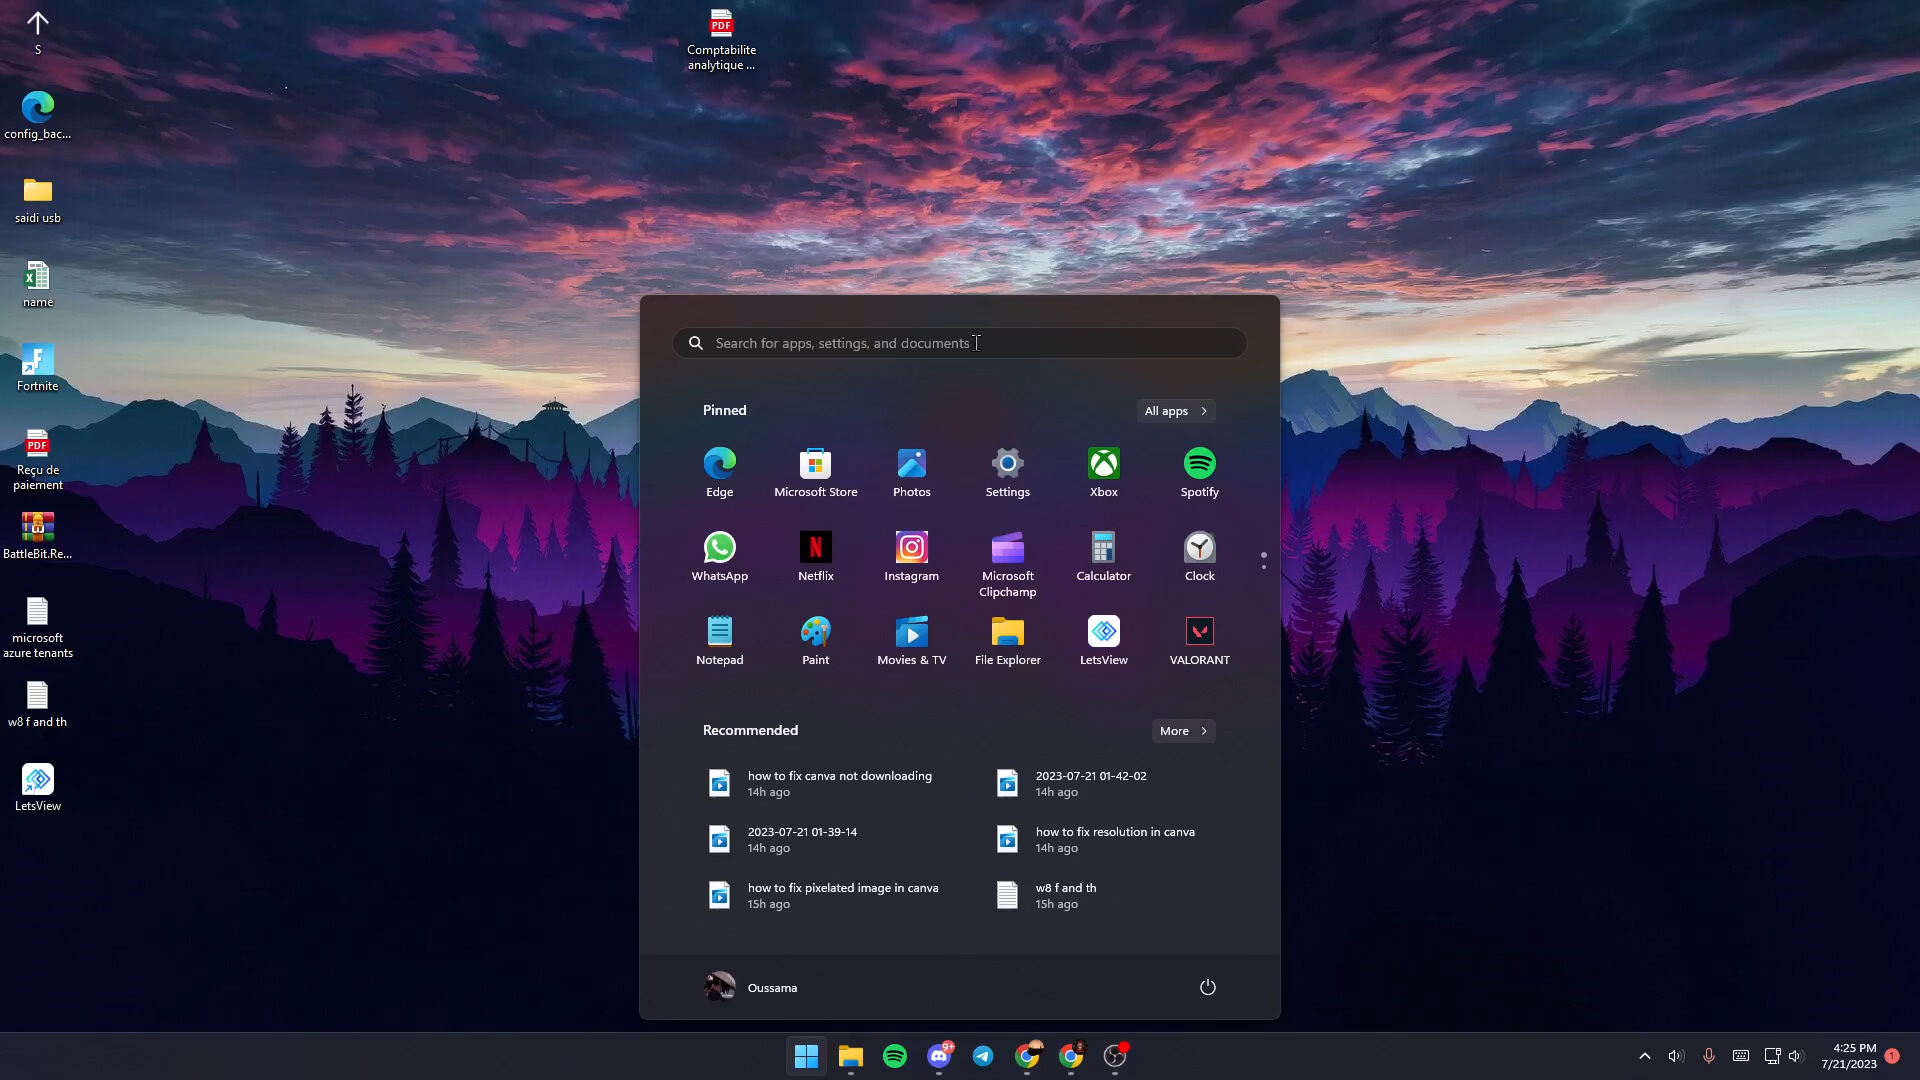 S
config_bac...
saidi usb
name
Fortnite
Reçu de
paiement
BattleBit.Re...
microsoft
azure tenants
w8 f and th
LetsView
PDF
Comptabilite
analytique ...
PDF
Search for apps, settings, and documents
Pinned
All apps
Edge
Microsoft Store
Photos
Settings
Xbox
Spotify
WhatsApp
Netflix
Instagram
Microsoft
Clipchamp
Calculator
Clock
Notepad
Paint
Movies & TV
File Explorer
LetsView
VALORANT
Recommended
More
how to fix canva not downloading
14h ago
2023-07-21 01-42-02
14h ago
2023-07-21 01-39-14
14h ago
how to fix resolution in canva
14h ago
how to fix pixelated image in canva
15h ago
w8 f and th
15h ago
Oussama
9+
4:25 PM
7/21/2023
1